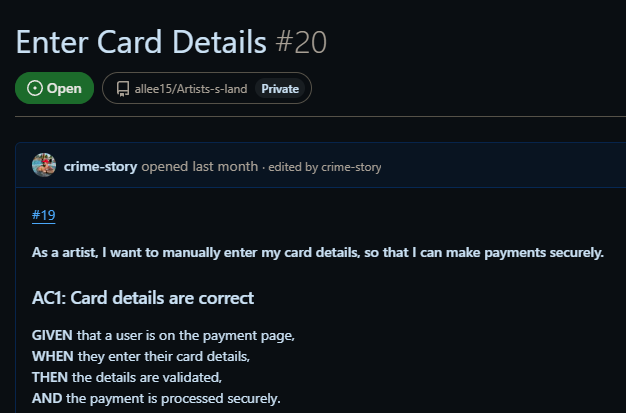 Enter Card Details #20
Open allee15/Artists-s-land Private
crime-story opened last month · edited by crime-story
#19
As a artist, I want to manually enter my card details, so that I can make payments securely.
AC1: Card details are correct
GIVEN that a user is on the payment page,
WHEN they enter their card details,
THEN the details are validated,
AND the payment is processed securely.